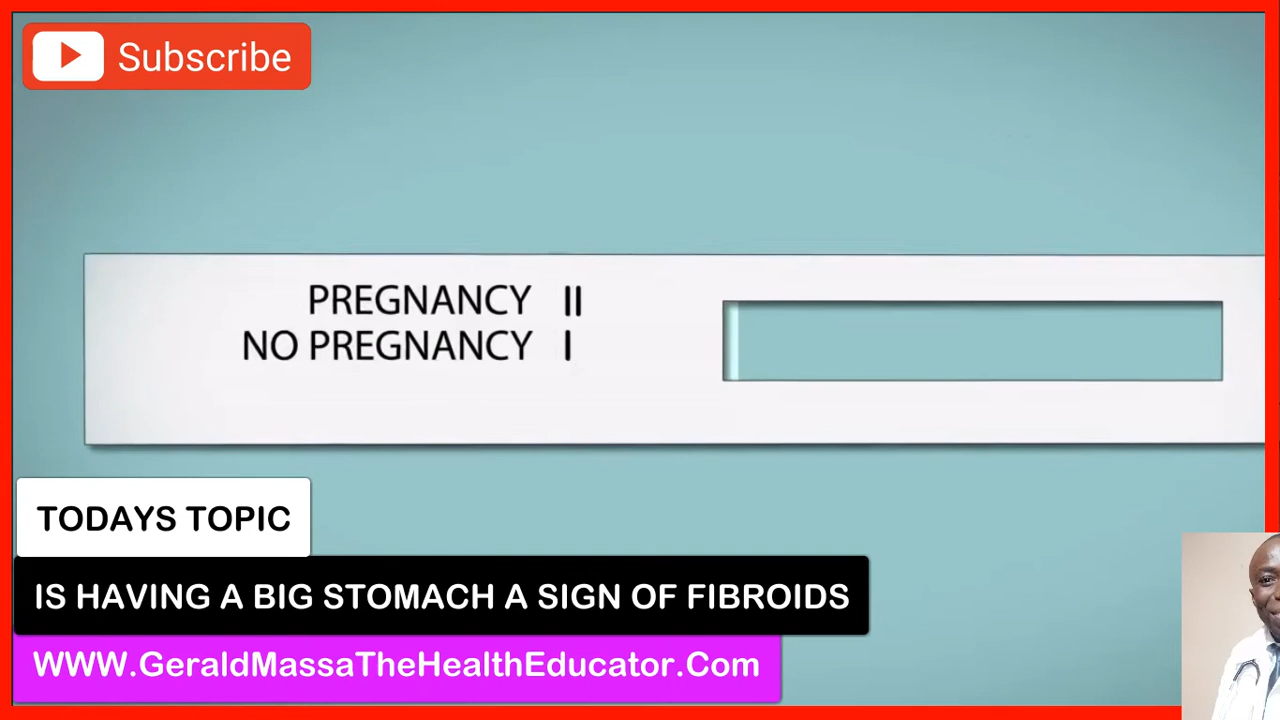 Subscribe
PREGNANCY II
NO PREGNANCY I
TODAYS TOPIC
IS HAVING A BIG STOMACH A SIGN OF FIBROIDS
WWW.GeraldMassaTheHealthEducator.Com